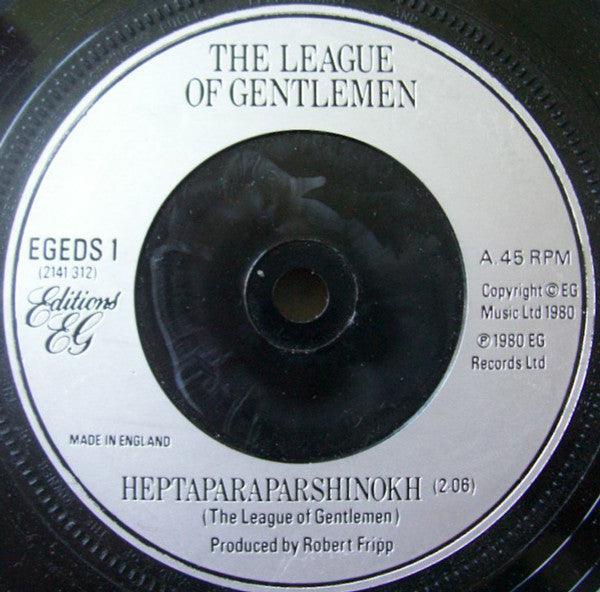 THE LEAGUE
OF GENTLEMEN
EGEDS 1
(2141 312)
Editions
EG
A.45 RPM
Copyright © EG
Music Ltd 1980
℗ 1980 EG
Records Ltd
MADE IN ENGLAND
HEPTAPARAPARSHINOKH (2·06)
(The League of Gentlemen)
Produced by Robert Fripp